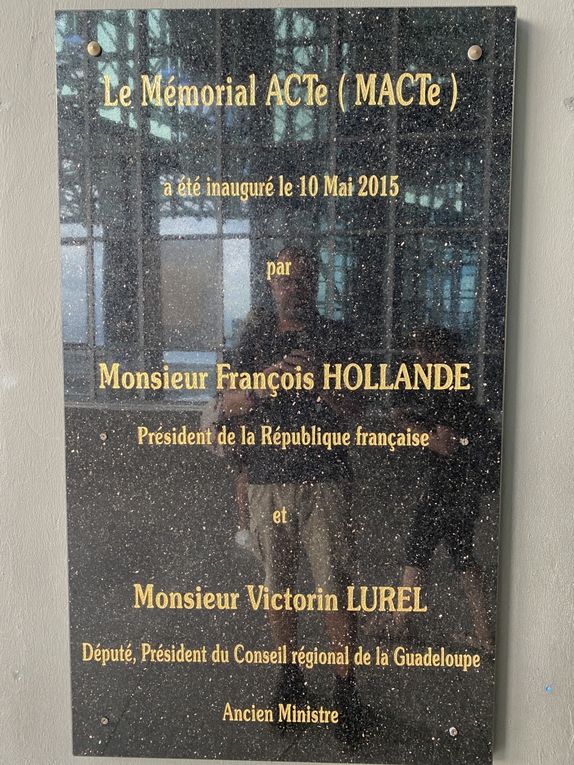 Le Mémorial ACTe ( MACTe )
a été inauguré le 10 Mai 2015
par
Monsieur François HOLLANDE
Président de la République française
et
Monsieur Victorin LUREL
Député, Président du Conseil régional de la Guadeloupe
Ancien Ministre